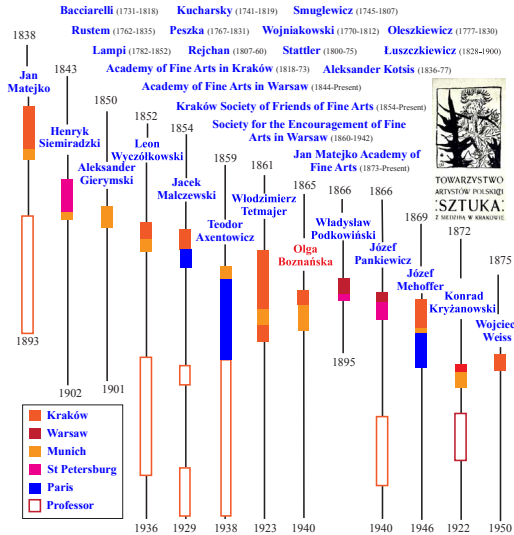 Bacciarelli (1731-1818) Kucharsky (1741-1819) Smuglewicz (1745-1807)
Rustem (1762-1835) Peszka (1767-1831) Wojniakowski (1770-1812) Oleszkiewicz (1777-1830)
Lampi (1782-1852) Rejchan (1807-60) Stattler (1800-75) Łuszczkiewicz (1828-1900)
Academy of Fine Arts in Kraków (1818-73) Aleksander Kotsis (1836-77)
Academy of Fine Arts in Warsaw (1844-Present)
Kraków Society of Friends of Fine Arts (1854-Present)
Society for the Encouragement of Fine
Arts in Warsaw (1860-1942)
Jan Matejko Academy of
Fine Arts (1873-Present)
TOWARZYSTWO
ARTYSTÓW POLSKICH
SZTUKA
Z SIEDZIBĄ W KRAKOWIE
1838
Jan
Matejko
1893
1843
Henryk
Siemiradzki
1902
1850
Aleksander
Gierymski
1901
1852
Leon
Wyczółkowski
1936
1854
Jacek
Malczewski
1929
1859
Teodor
Axentowicz
1938
1861
Włodzimierz
Tetmajer
1923
1865
Olga
Boznańska
1940
1866
Władysław
Podkowiński
1895
1866
Józef
Pankiewicz
1940
1869
Józef
Mehoffer
1946
1872
Konrad
Kryżanowski
1922
1875
Wojciech
Weiss
1950
Kraków
Warsaw
Munich
St Petersburg
Paris
Professor